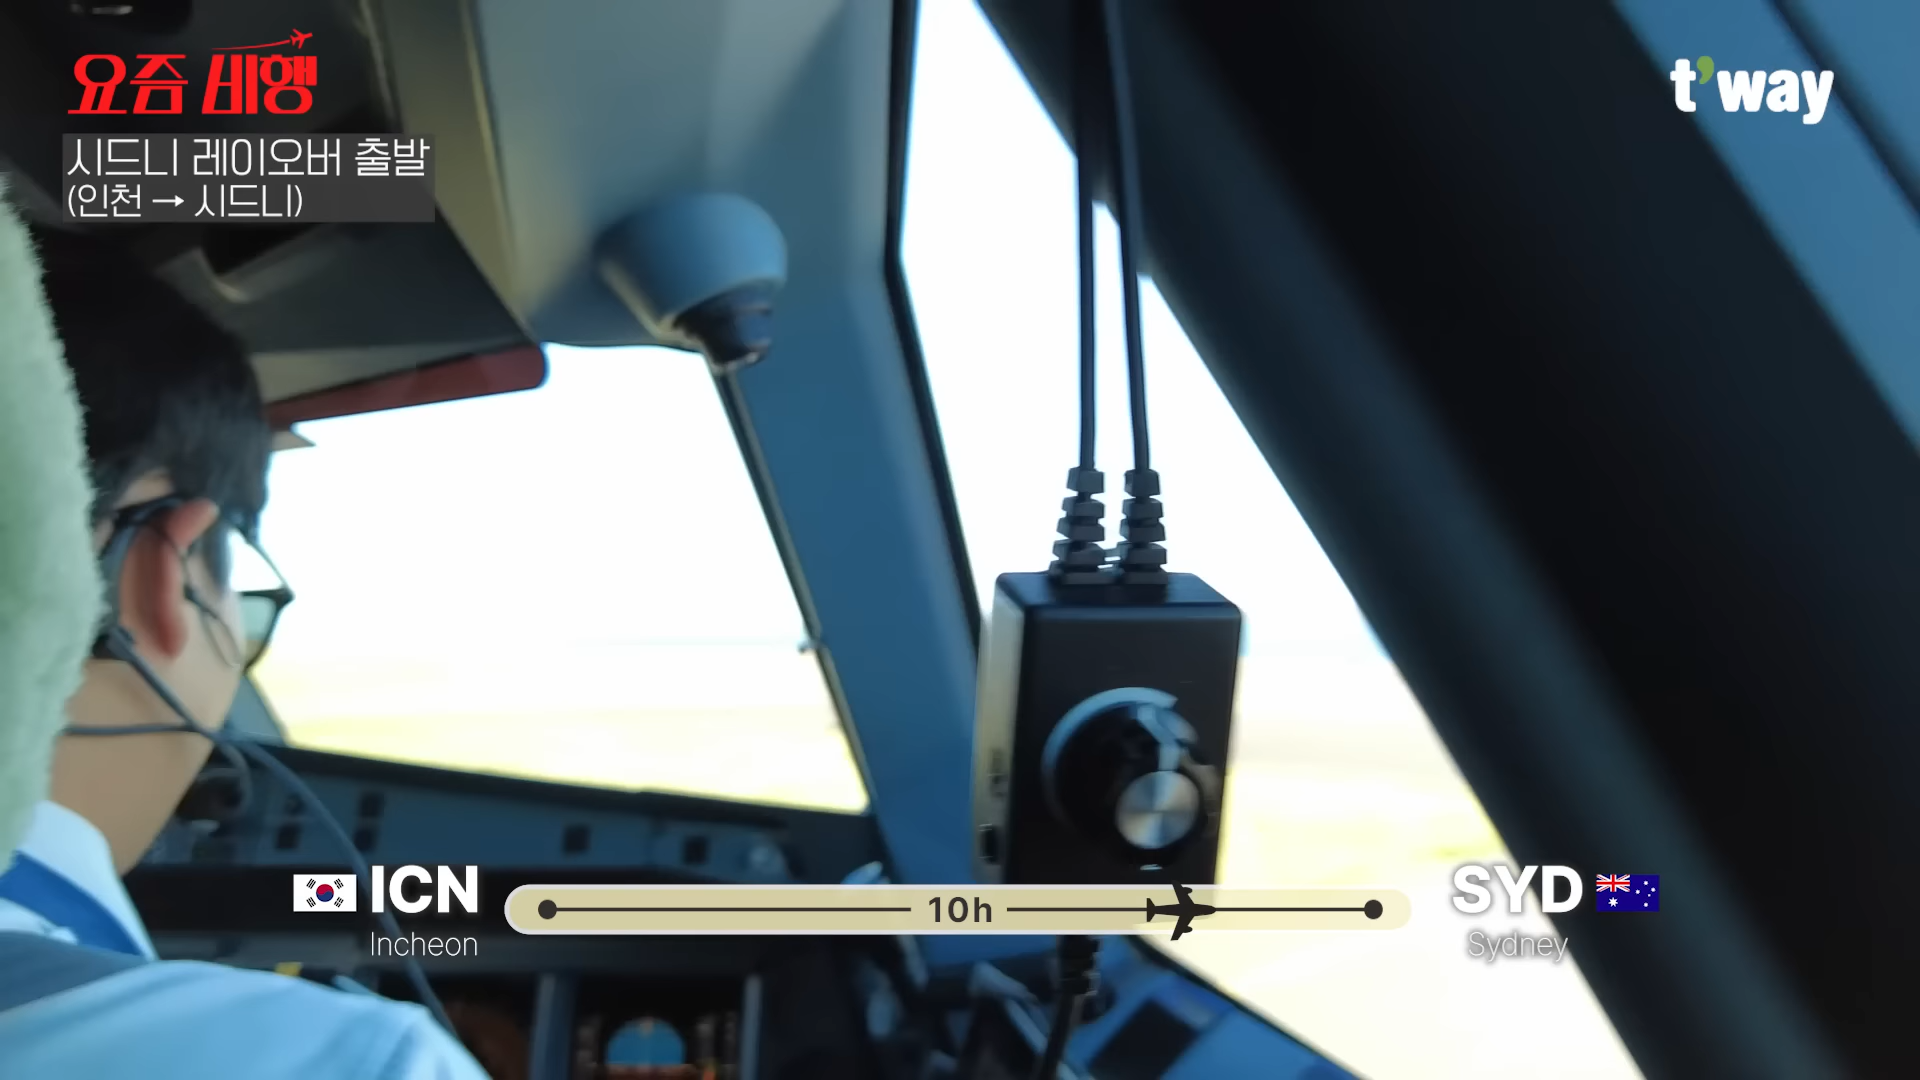 요즘 비행
t'way
시드니 레이오버 출발
(인천 → 시드니)
ICN
10h
SYD
Incheon
Sydney